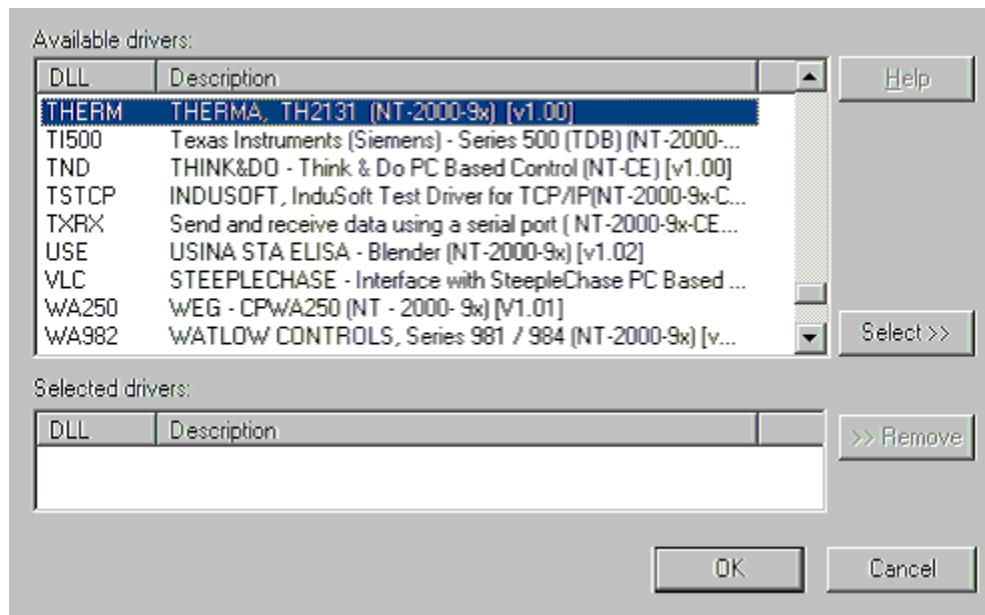 Available drivers:
DLL Description
Help
THERM THERMA, TH2131 (NT-2000-9x) [v1.00]
TI500 Texas Instruments (Siemens) - Series 500 (TDB) (NT-2000-...
TND THINK&DO - Think & Do PC Based Control (NT-CE) [v1.00]
TSTCP INDUSOFT, InduSoft Test Driver for TCP/IP(NT-2000-9x-C...
TXRX Send and receive data using a serial port ( NT-2000-9x-CE...
USE USINA STA ELISA - Blender (NT-2000-9x) [v1.02]
VLC STEEPLECHASE - Interface with SteepleChase PC Based ...
WA250 WEG - CPWA250 (NT - 2000- 9x) [V1.01]
WA982 WATLOW CONTROLS, Series 981 / 984 (NT-2000-9x) [v...
Select >>
Selected drivers:
DLL Description
>> Remove
OK Cancel